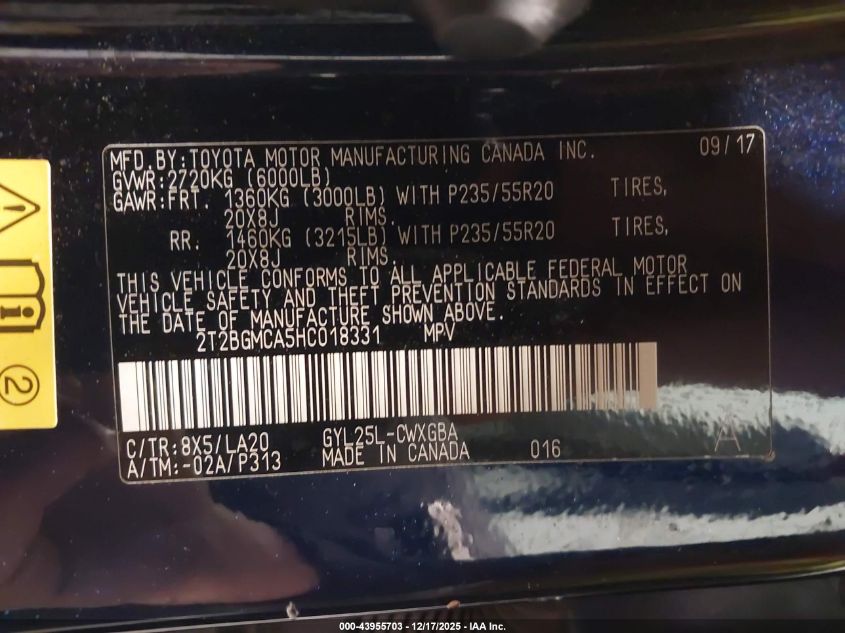 MFD.BY:TOYOTA MOTOR MANUFACTURING CANADA INC. 09/17
GVWR:2720KG (6000LB)
GAWR:FRT. 1360KG (3000LB) WITH P235/55R20 TIRES,
20X8J RIMS.
RR. 1460KG (3215LB) WITH P235/55R20 TIRES,
20X8J RIMS.
THIS VEHICLE CONFORMS TO ALL APPLICABLE FEDERAL MOTOR
VEHICLE SAFETY AND THEFT PREVENTION STANDARDS IN EFFECT ON
THE DATE OF MANUFACTURE SHOWN ABOVE.
2T2BGMCA5HC018331 MPV
C/TR:8X5/LA20 GYL25L-CWXGBA
A/TM:-02A/P313 MADE IN CANADA 016
A
2
000-43955703 - 12/17/2025 - IAA Inc.